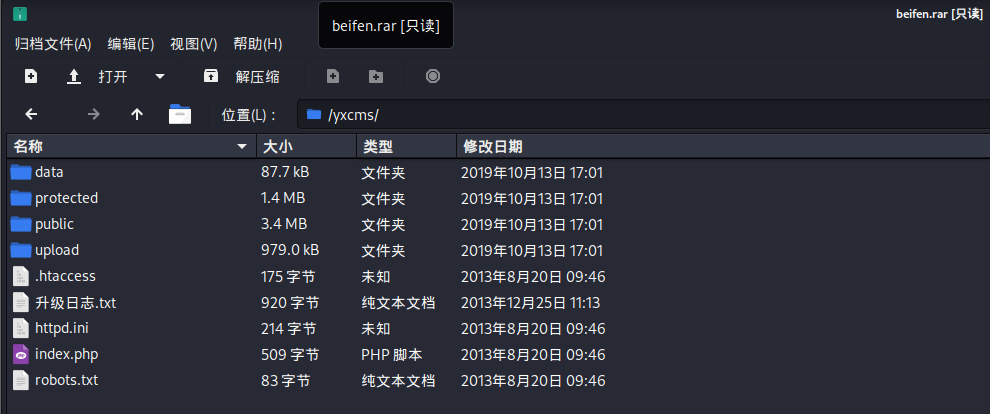 beifen.rar [只读]
beifen.rar [只读]
归档文件(A) 编辑(E) 视图(V) 帮助(H)
打开 解压缩
位置(L)： /yxcms/
名称 大小 类型 修改日期
data 87.7 kB 文件夹 2019年10月13日 17:01
protected 1.4 MB 文件夹 2019年10月13日 17:01
public 3.4 MB 文件夹 2019年10月13日 17:01
upload 979.0 kB 文件夹 2019年10月13日 17:01
.htaccess 175 字节 未知 2013年8月20日 09:46
升级日志.txt 920 字节 纯文本文档 2013年12月25日 11:13
httpd.ini 214 字节 未知 2013年8月20日 09:46
index.php 509 字节 PHP 脚本 2013年8月20日 09:46
robots.txt 83 字节 纯文本文档 2013年8月20日 09:46